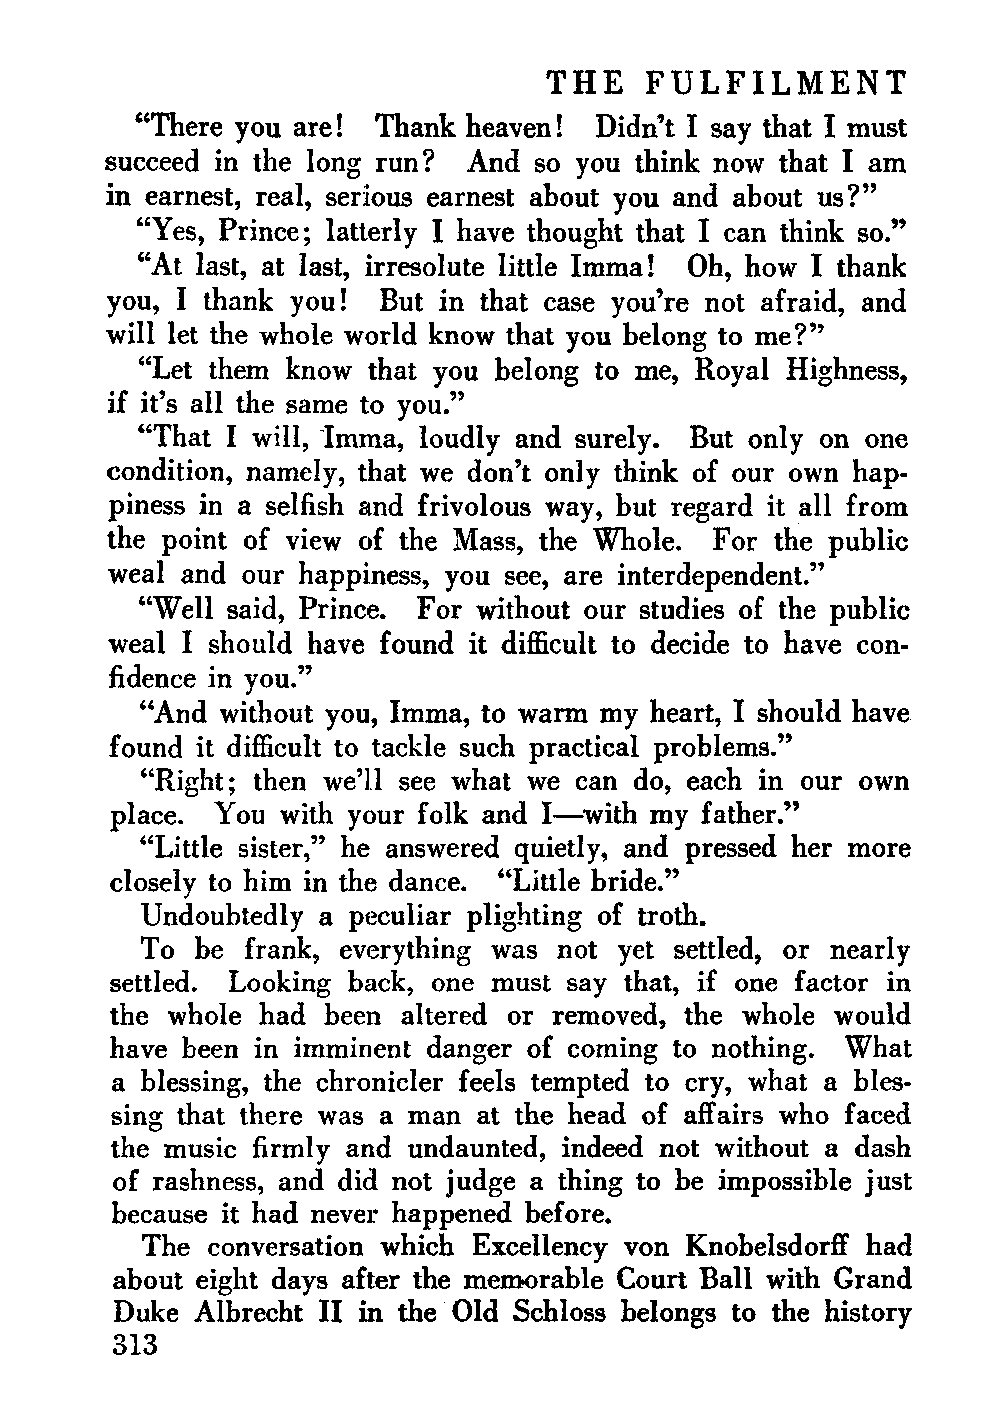 THE FULFILMENT
“There you are! Thank heaven! Didn’t I say that I must
succeed in the long run? And so you think now that I am
in earnest, real, serious earnest about you and about us?”
“Yes, Prince; latterly I have thought that I can think so.”
“At last, at last, irresolute little Imma! Oh, how I thank
you, I thank you! But in that case you’re not afraid, and
will let the whole world know that you belong to me?”
“Let them know that you belong to me, Royal Highness,
if it’s all the same to you.”
“That I will, Imma, loudly and surely. But only on one
condition, namely, that we don’t only think of our own hap-
piness in a selfish and frivolous way, but regard it all from
the point of view of the Mass, the Whole. For the public
weal and our happiness, you see, are interdependent.”
“Well said, Prince. For without our studies of the public
weal I should have found it difficult to decide to have con-
fidence in you.”
“And without you, Imma, to warm my heart, I should have
found it difficult to tackle such practical problems.”
“Right; then we’ll see what we can do, each in our own
place. You with your folk and I—with my father.”
“Little sister,” he answered quietly, and pressed her more
closely to him in the dance. “Little bride.”
Undoubtedly a peculiar plighting of troth.
To be frank, everything was not yet settled, or nearly
settled. Looking back, one must say that, if one factor in
the whole had been altered or removed, the whole would
have been in imminent danger of coming to nothing. What
a blessing, the chronicler feels tempted to cry, what a bles-
sing that there was a man at the head of affairs who faced
the music firmly and undaunted, indeed not without a dash
of rashness, and did not judge a thing to be impossible just
because it had never happened before.
The conversation which Excellency von Knobelsdorff had
about eight days after the memorable Court Ball with Grand
Duke Albrecht II in the Old Schloss belongs to the history
313